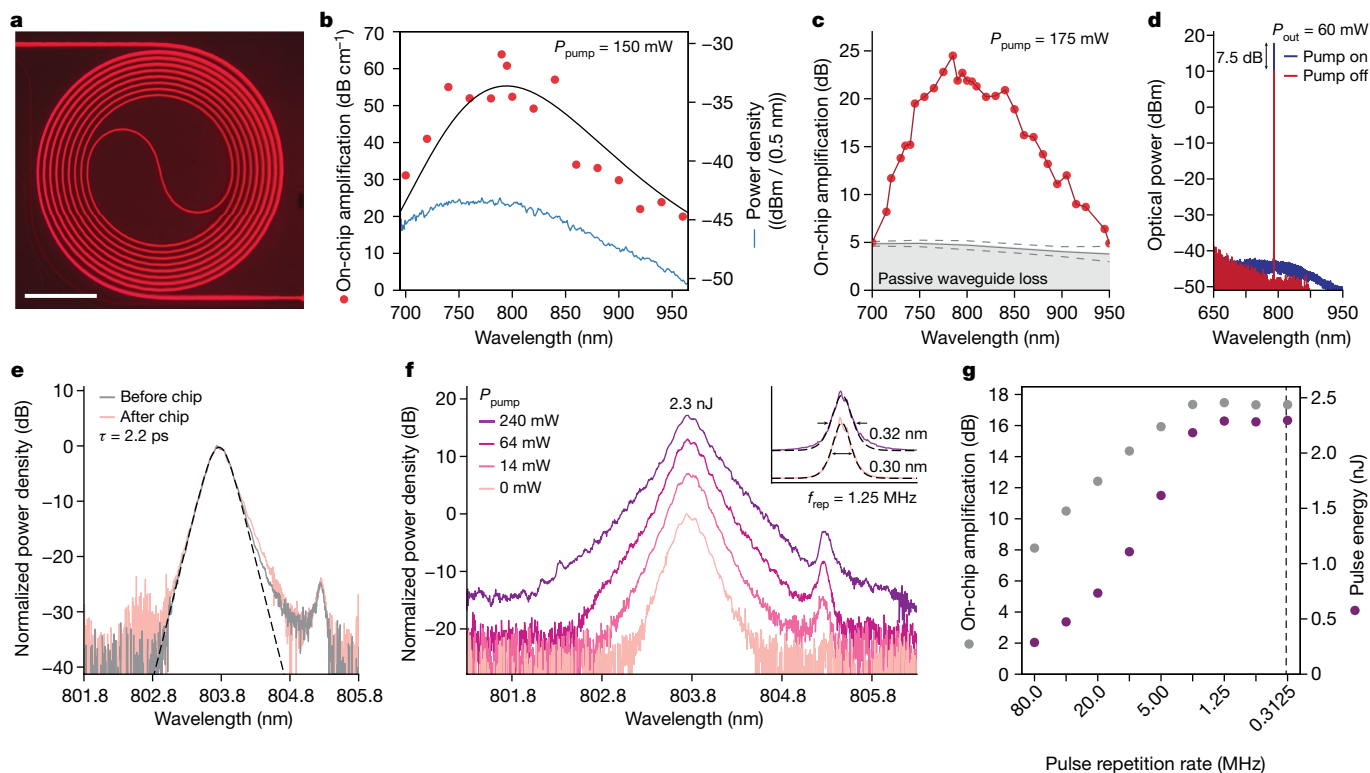 a
b
70
60
50
40
30
20
10
0
On-chip amplification (dB cm⁻¹)
P_pump = 150 mW
−30
−35
−40
−45
−50
Power density
((dBm / (0.5 nm))
700 750 800 850 900 950
Wavelength (nm)
c
25
20
15
10
5
0
On-chip amplification (dB)
P_pump = 175 mW
Passive waveguide loss
700 750 800 850 900 950
Wavelength (nm)
d
20
10
0
−10
−20
−30
−40
−50
Optical power (dBm)
P_out = 60 mW
7.5 dB
Pump on
Pump off
650 800 950
Wavelength (nm)
e
10
0
−10
−20
−30
−40
Normalized power density (dB)
Before chip
After chip
τ = 2.2 ps
801.8 802.8 803.8 804.8 805.8
Wavelength (nm)
f
20
10
0
−10
−20
Normalized power density (dB)
P_pump
240 mW
64 mW
14 mW
0 mW
2.3 nJ
0.32 nm
0.30 nm
f_rep = 1.25 MHz
801.8 802.8 803.8 804.8 805.8
Wavelength (nm)
g
18
16
14
12
10
8
6
4
2
0
On-chip amplification (dB)
2.5
2.0
1.5
1.0
0.5
0
Pulse energy (nJ)
80.0 20.0 5.00 1.25 0.3125
Pulse repetition rate (MHz)